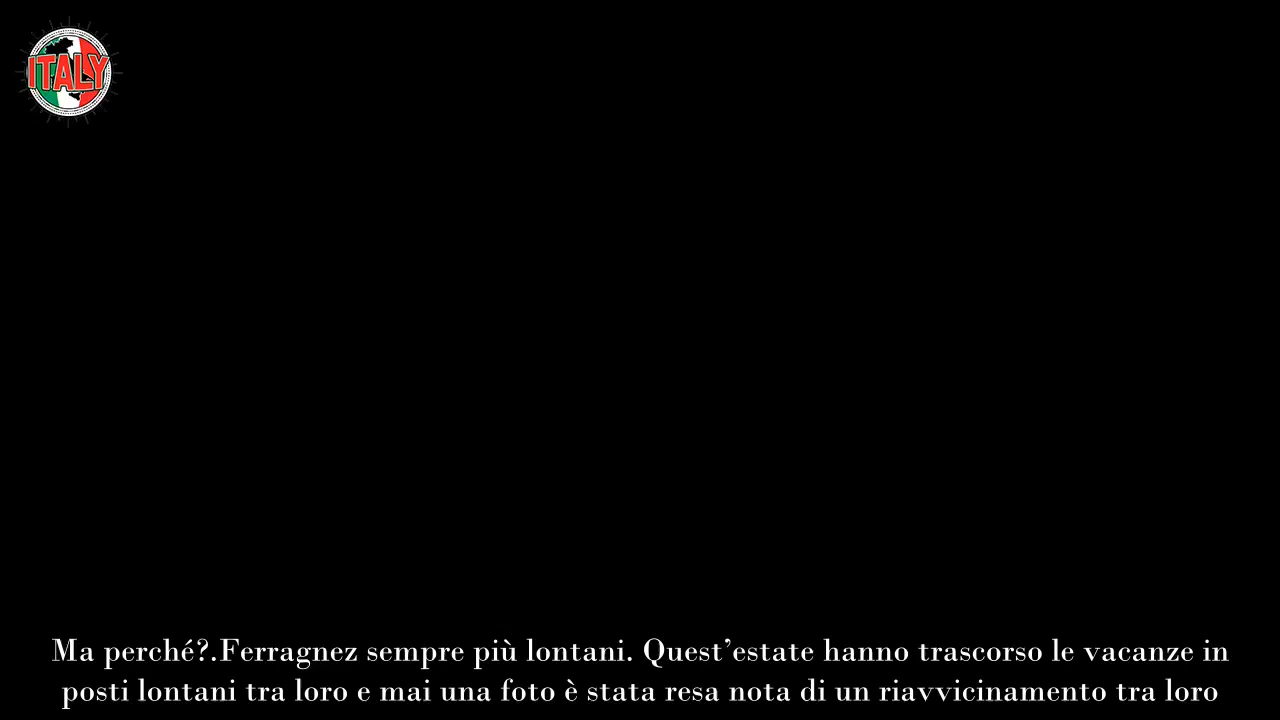 ITALY
Ma perché?.Ferragnez sempre più lontani. Quest’estate hanno trascorso le vacanze in
posti lontani tra loro e mai una foto è stata resa nota di un riavvicinamento tra loro